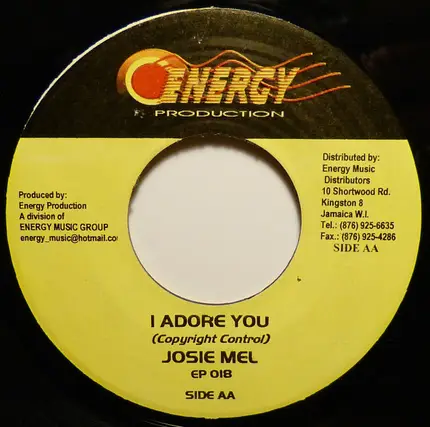 ENERGY
PRODUCTION
Produced by:
Energy Production
A division of
ENERGY MUSIC GROUP
energy_music@hotmail.co
Distributed by:
Energy Music
Distributors
10 Shortwood Rd.
Kingston 8
Jamaica W.I.
Tel.: (876) 925-6635
Fax.: (876) 925-4286
SIDE AA
I ADORE YOU
(Copyright Control)
JOSIE MEL
EP 018
SIDE AA